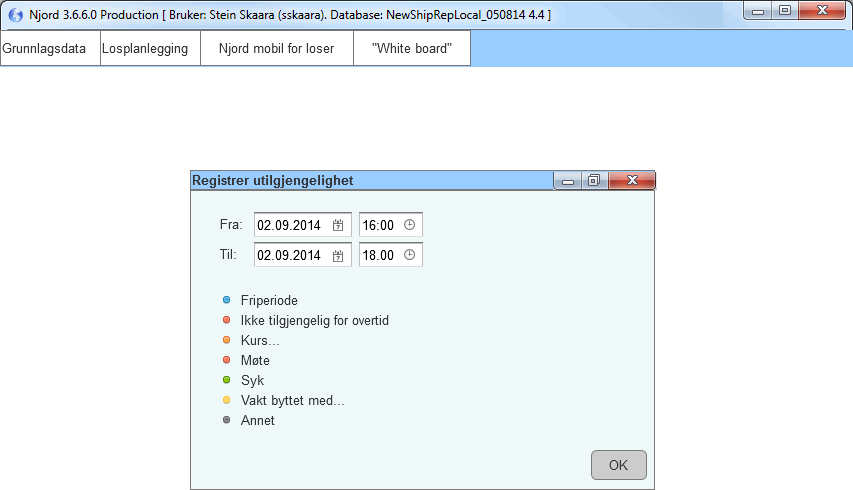 Njord 3.6.6.0 Production [ Bruker: Stein Skaara (sskaara). Database: NewShipRepLocal_050814 4.4 ]
Grunnlagsdata Losplanlegging Njord mobil for loser "White board"
Registrer utilgjengelighet
Fra: 02.09.2014 16:00
Til: 02.09.2014 18.00
Friperiode
Ikke tilgjengelig for overtid
Kurs...
Møte
Syk
Vakt byttet med...
Annet
OK